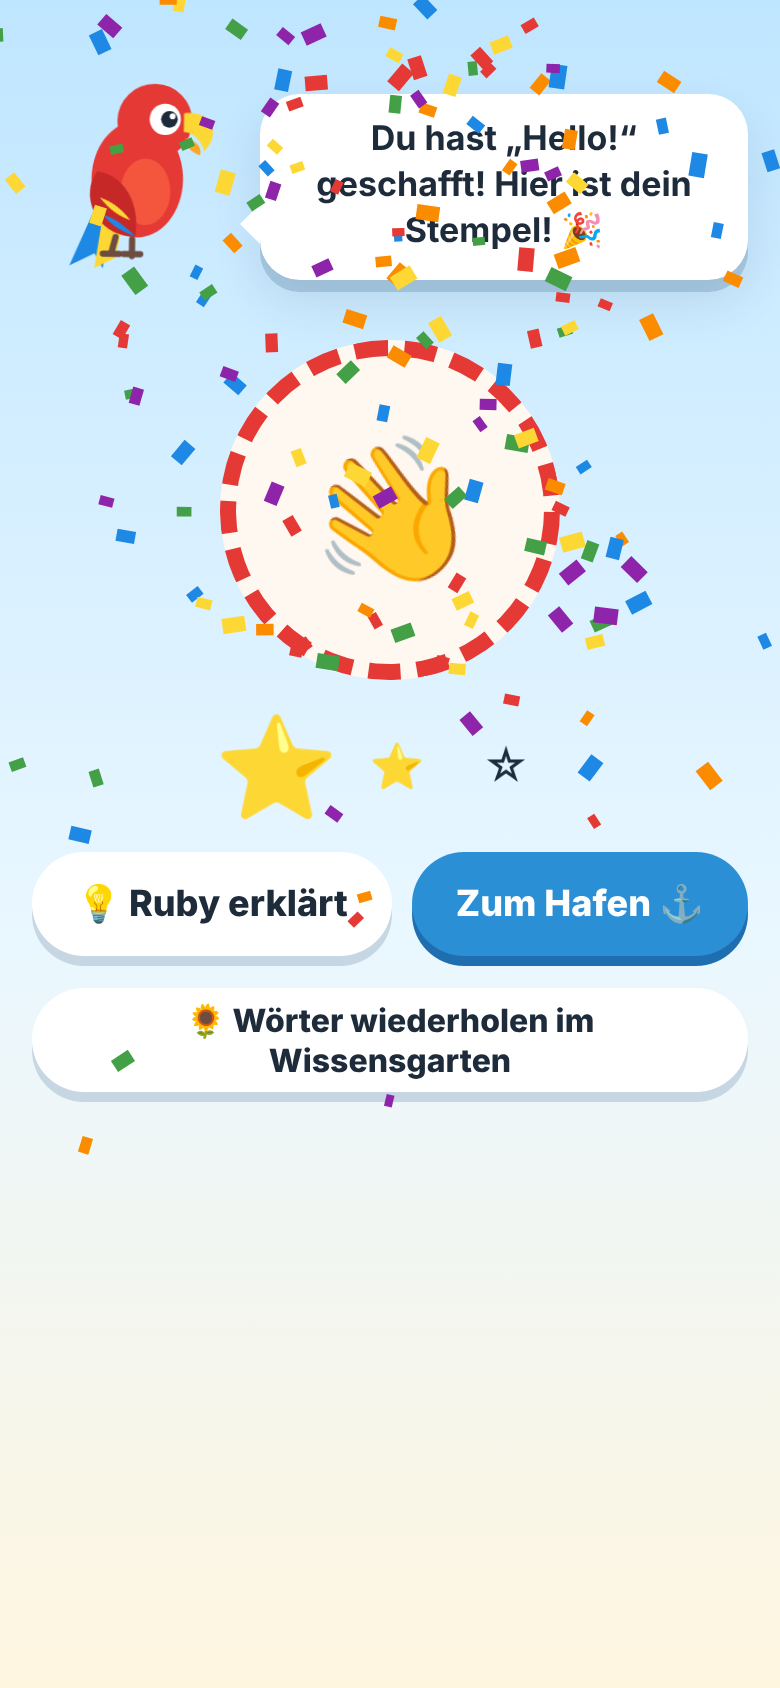 Du hast „Hello!“
geschafft! Hier ist dein
Stempel! 🎉
💡 Ruby erklärt
Zum Hafen ⚓
🌻 Wörter wiederholen im
Wissensgarten